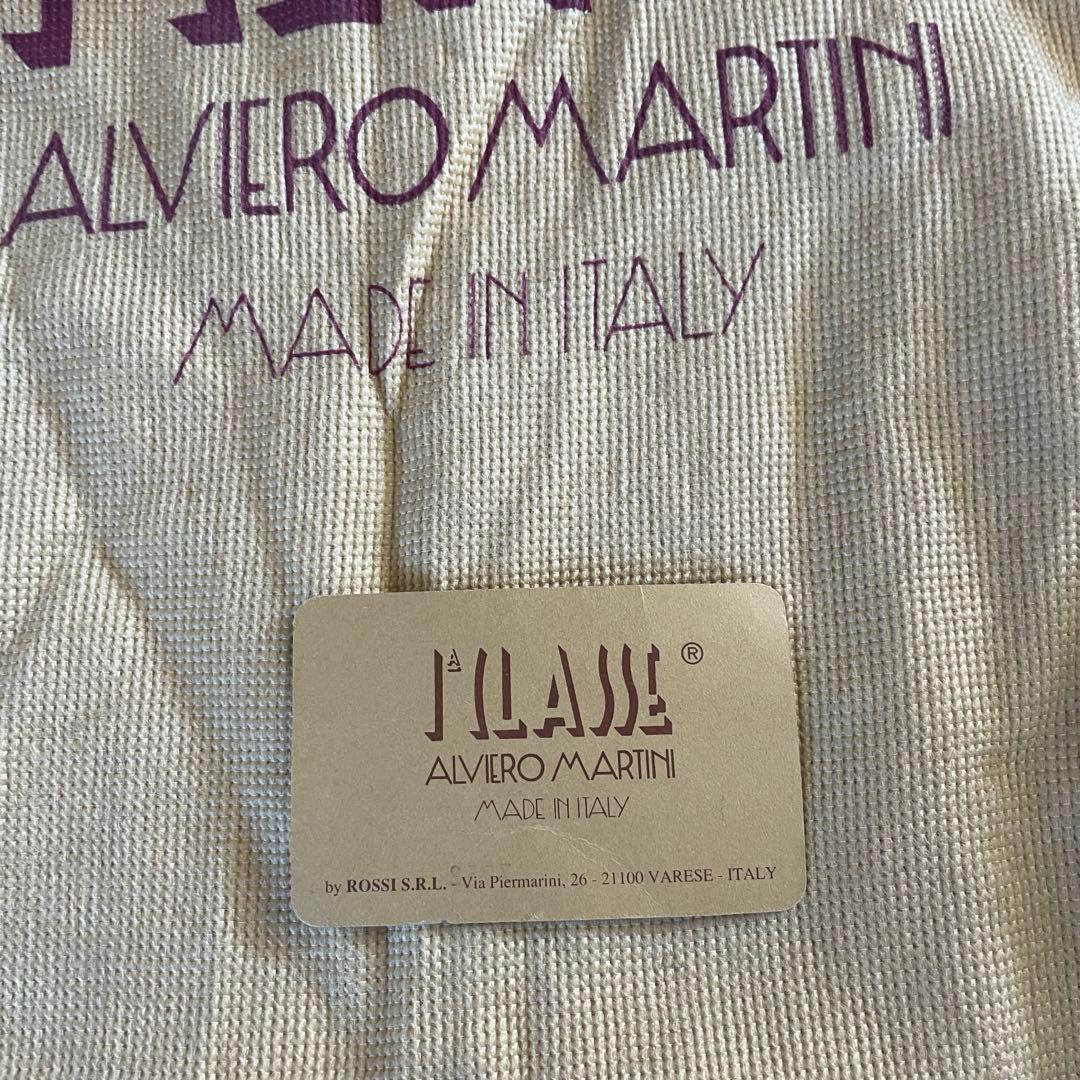 ALVIERO MARTINI
MADE IN ITALY
1ᴬ CLASSE ®
ALVIERO MARTINI
MADE IN ITALY
by ROSSI S.R.L. - Via Piermarini, 26 - 21100 VARESE - ITALY